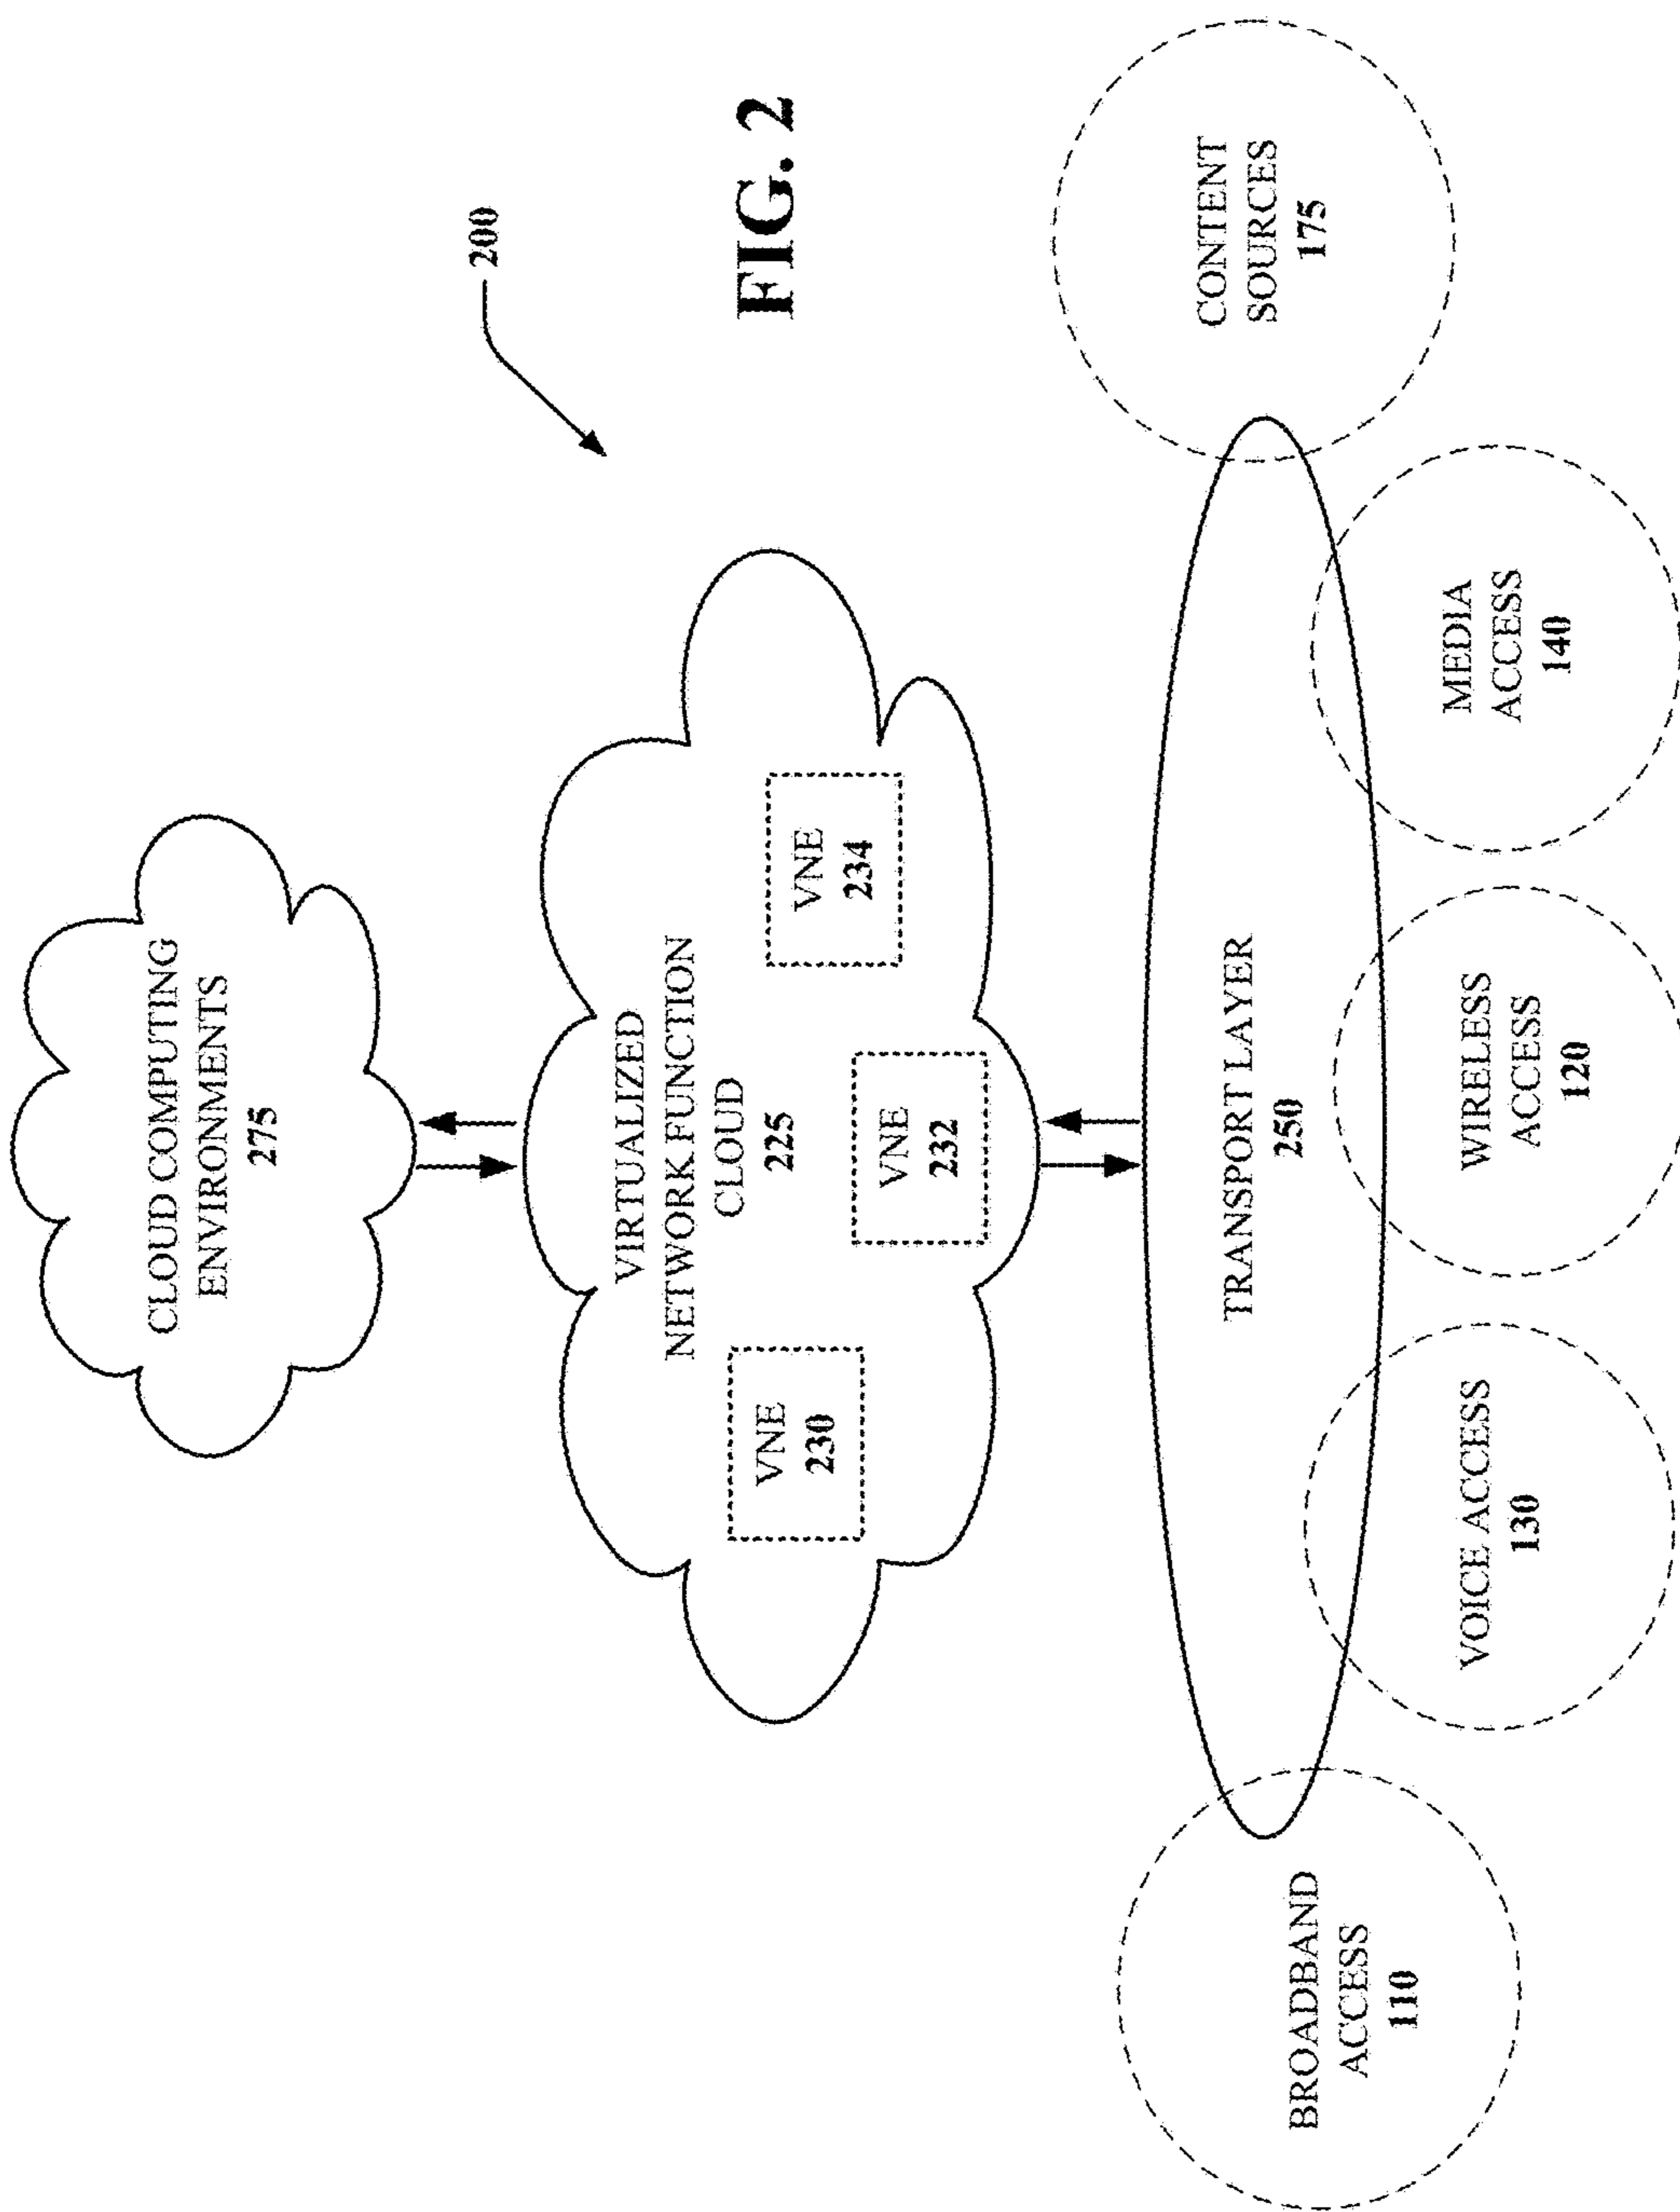 200
FIG. 2
CLOUD COMPUTING
ENVIRONMENTS
275
VIRTUALIZED
NETWORK FUNCTION
CLOUD
225
VNE
230
VNE
232
VNE
234
TRANSPORT LAYER
250
BROADBAND
ACCESS
110
VOICE ACCESS
130
WIRELESS
ACCESS
120
MEDIA
ACCESS
140
CONTENT
SOURCES
175